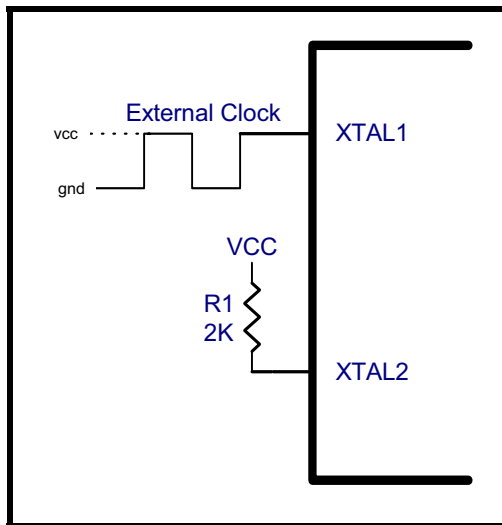 External Clock
vcc
XTAL1
gnd
VCC
R1
2K
XTAL2